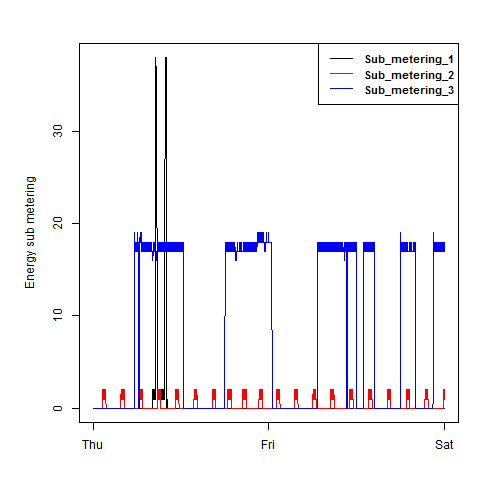 Sub_metering_1
Sub_metering_2
Sub_metering_3
Energy sub metering
30
20
10
0
Thu Fri Sat